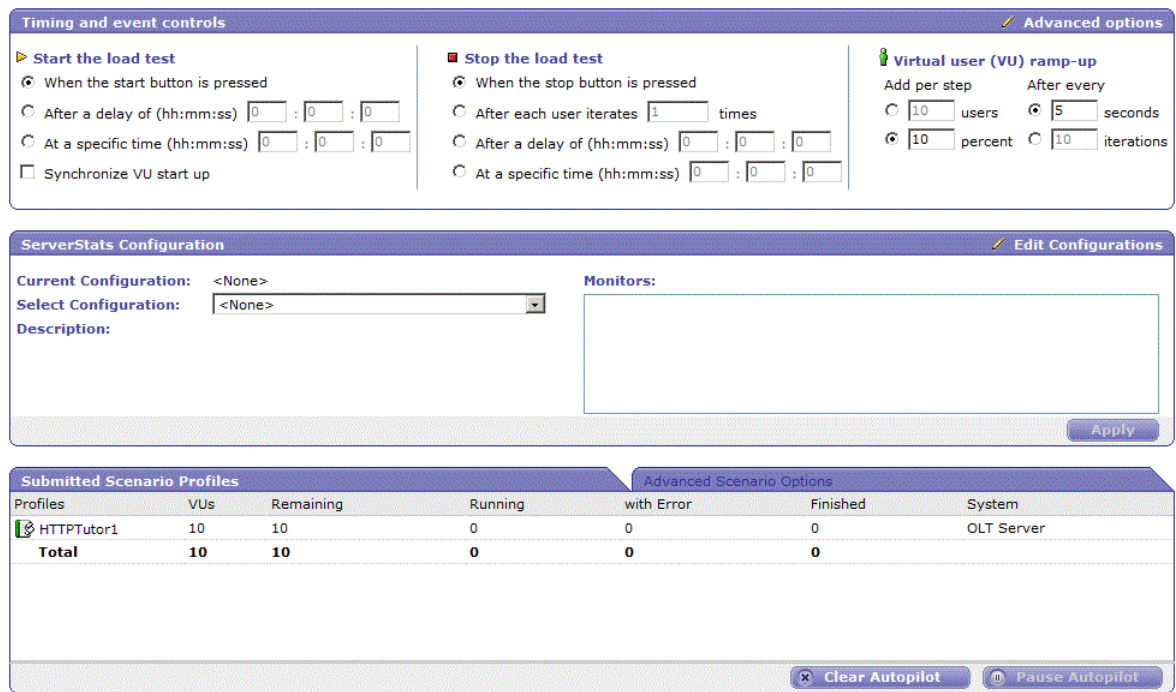 Timing and event controls Advanced options
Start the load test
When the start button is pressed
After a delay of (hh:mm:ss) 0 : 0 : 0
At a specific time (hh:mm:ss) 0 : 0 : 0
Synchronize VU start up
Stop the load test
When the stop button is pressed
After each user iterates 1 times
After a delay of (hh:mm:ss) 0 : 0 : 0
At a specific time (hh:mm:ss) 0 : 0 : 0
Virtual user (VU) ramp-up
Add per step After every
10 users 5 seconds
10 percent 10 iterations
ServerStats Configuration Edit Configurations
Current Configuration: <None>
Select Configuration: <None>
Description:
Monitors:
Apply
Submitted Scenario Profiles Advanced Scenario Options
Profiles VUs Remaining Running with Error Finished System
HTTPTutor1 10 10 0 0 0 OLT Server
Total 10 10 0 0 0
Clear Autopilot Pause Autopilot